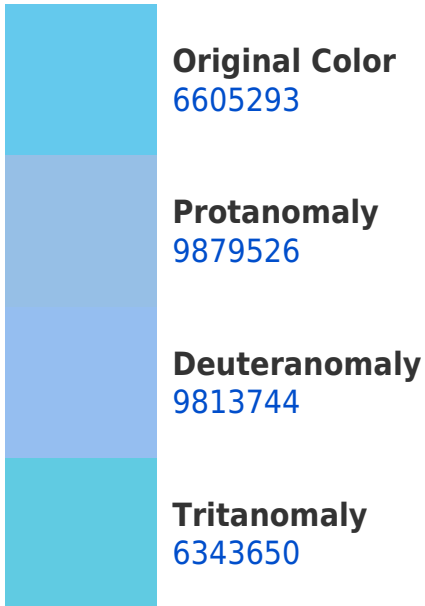 Original Color
6605293
Protanomaly
9879526
Deuteranomaly
9813744
Tritanomaly
6343650